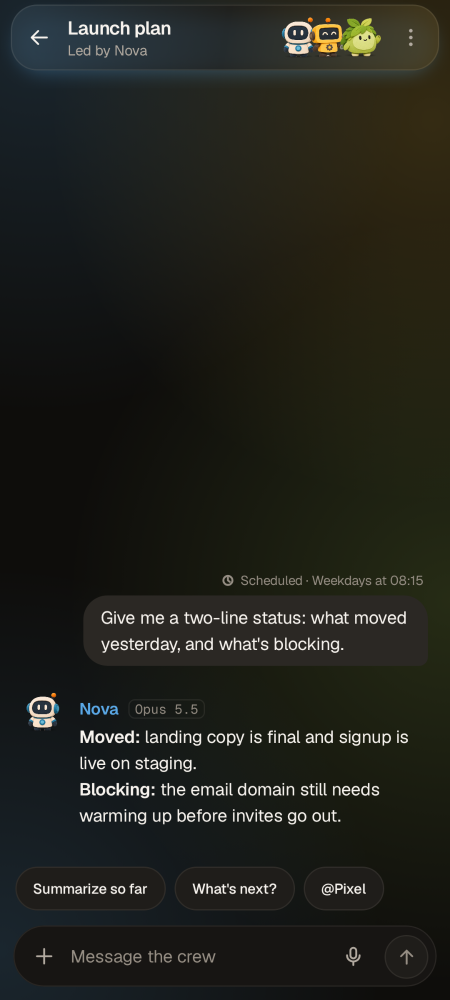 Launch plan
Led by Nova
Scheduled · Weekdays at 08:15
Give me a two-line status: what moved
yesterday, and what's blocking.
Nova Opus 5.5
Moved: landing copy is final and signup is
live on staging.
Blocking: the email domain still needs
warming up before invites go out.
Summarize so far What's next? @Pixel
Message the crew